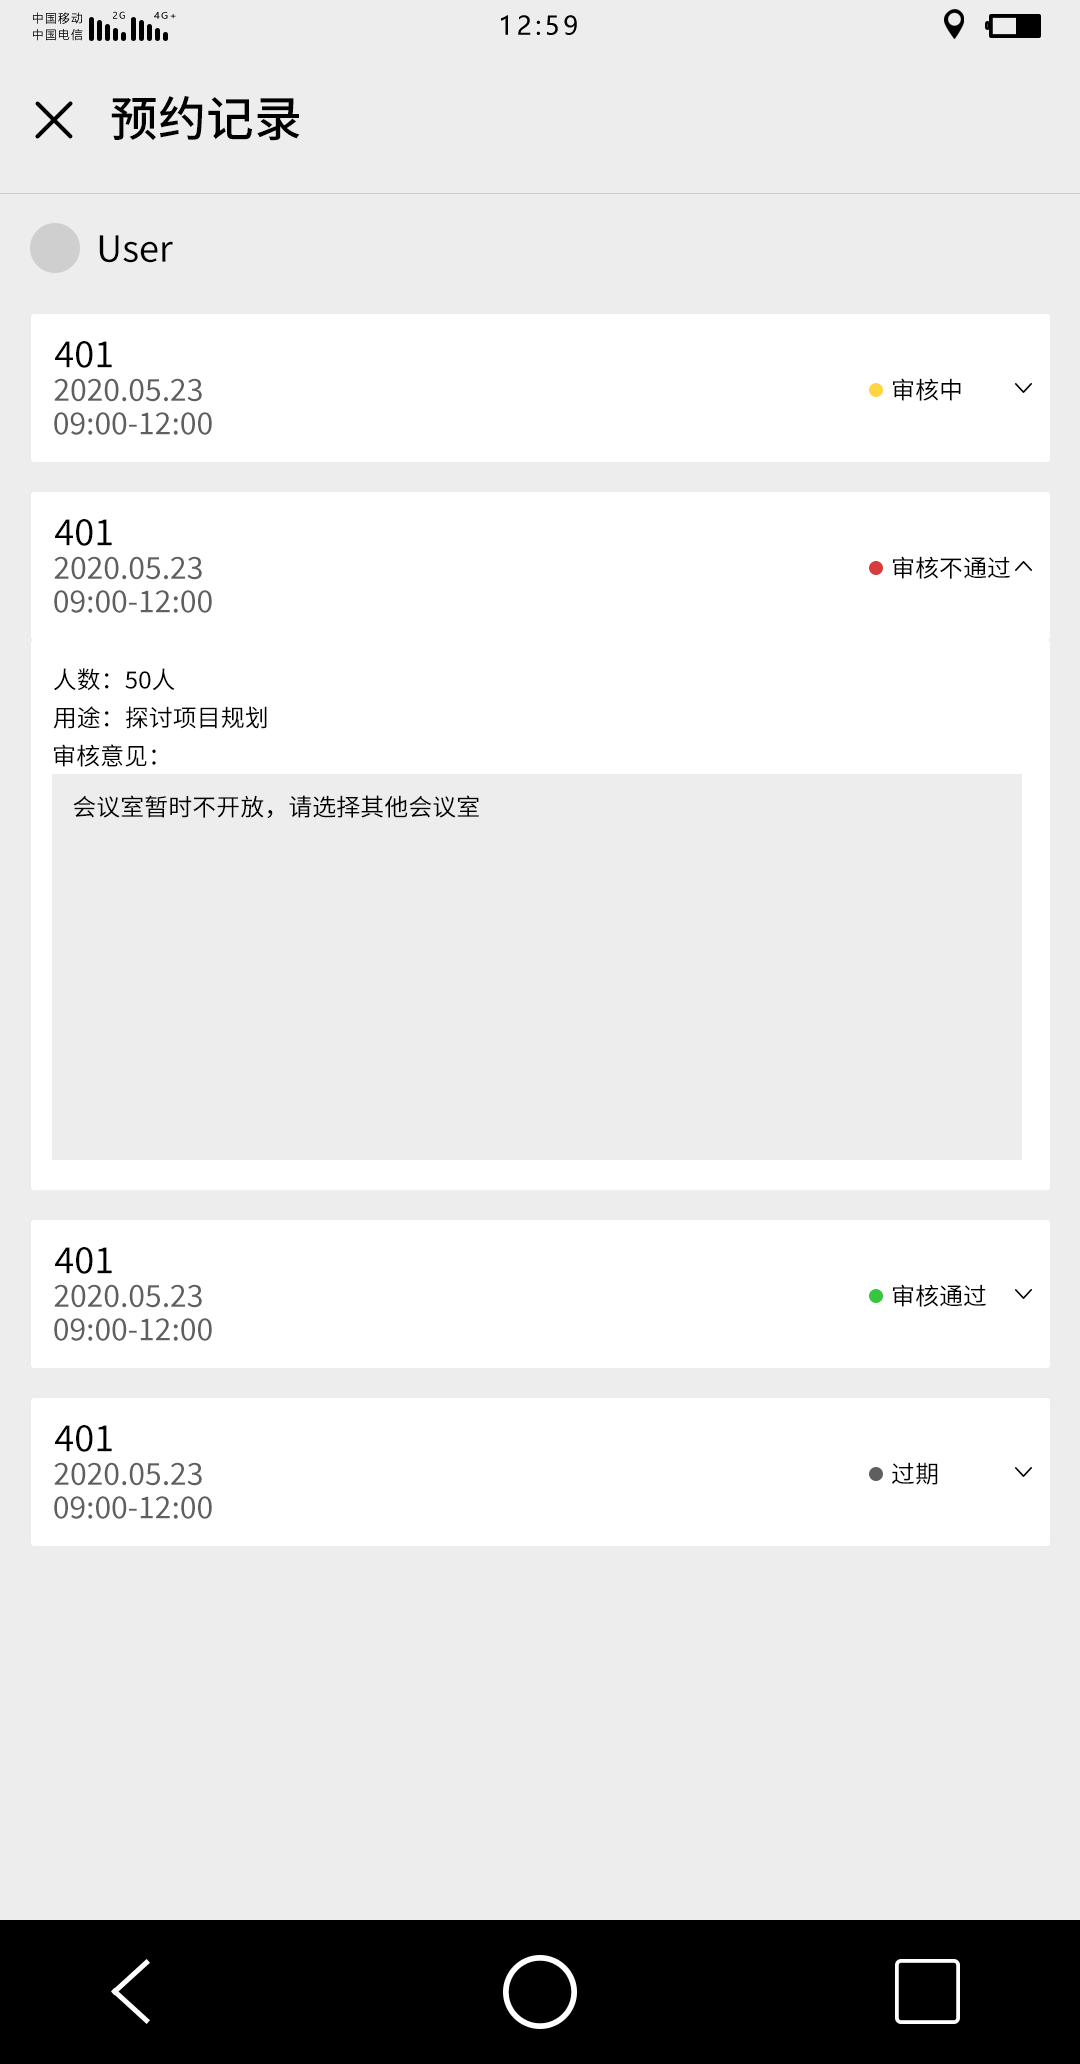 中国移动 2G 4G+
中国电信
12:59
预约记录
User
401
2020.05.23
09:00-12:00
审核中
401
2020.05.23
09:00-12:00
审核不通过
人数：50人
用途：探讨项目规划
审核意见：
会议室暂时不开放，请选择其他会议室
401
2020.05.23
09:00-12:00
审核通过
401
2020.05.23
09:00-12:00
过期